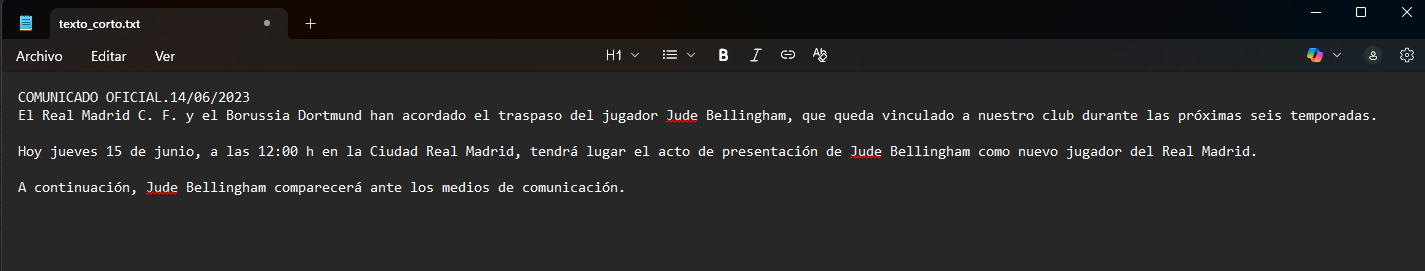 texto_corto.txt
Archivo Editar Ver H1 B I
COMUNICADO OFICIAL.14/06/2023
El Real Madrid C. F. y el Borussia Dortmund han acordado el traspaso del jugador Jude Bellingham, que queda vinculado a nuestro club durante las próximas seis temporadas.
Hoy jueves 15 de junio, a las 12:00 h en la Ciudad Real Madrid, tendrá lugar el acto de presentación de Jude Bellingham como nuevo jugador del Real Madrid.
A continuación, Jude Bellingham comparecerá ante los medios de comunicación.